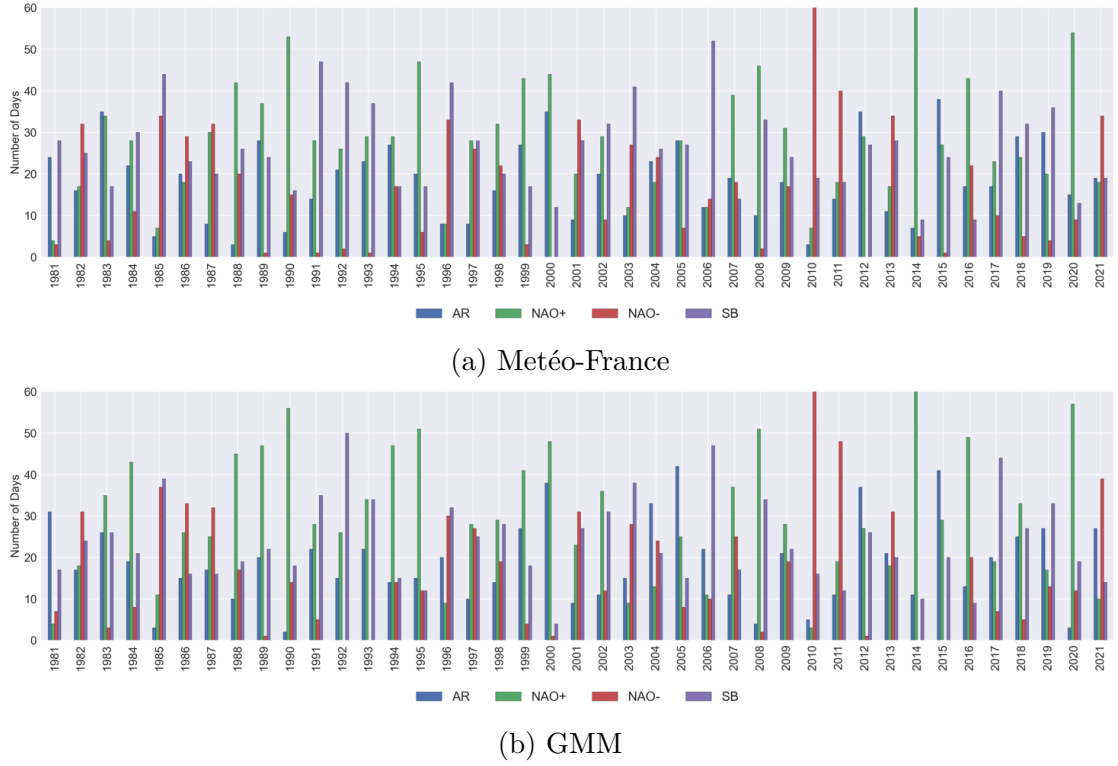 60
50
40
30
20
10
0
Number of Days
1981 1982 1983 1984 1985 1986 1987 1988 1989 1990 1991 1992 1993 1994 1995 1996 1997 1998 1999 2000 2001 2002 2003 2004 2005 2006 2007 2008 2009 2010 2011 2012 2013 2014 2015 2016 2017 2018 2019 2020 2021
AR NAO+ NAO- SB
(a) Metéo-France
60
50
40
30
20
10
0
Number of Days
1981 1982 1983 1984 1985 1986 1987 1988 1989 1990 1991 1992 1993 1994 1995 1996 1997 1998 1999 2000 2001 2002 2003 2004 2005 2006 2007 2008 2009 2010 2011 2012 2013 2014 2015 2016 2017 2018 2019 2020 2021
AR NAO+ NAO- SB
(b) GMM